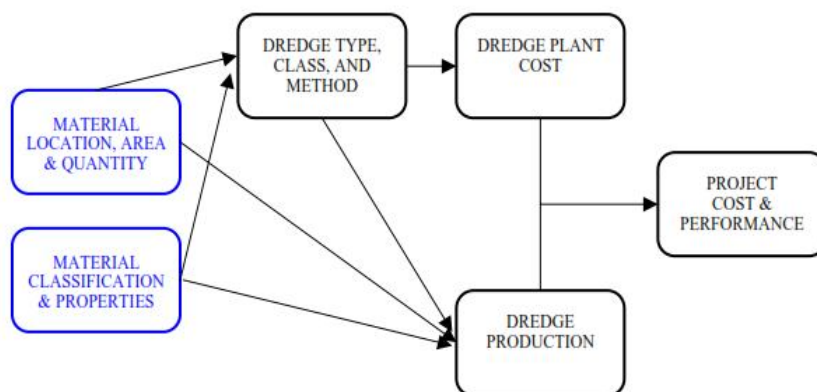 DREDGE TYPE,
CLASS, AND
METHOD
DREDGE PLANT
COST
MATERIAL
LOCATION, AREA
& QUANTITY
PROJECT
COST &
PERFORMANCE
MATERIAL
CLASSIFICATION
& PROPERTIES
DREDGE
PRODUCTION